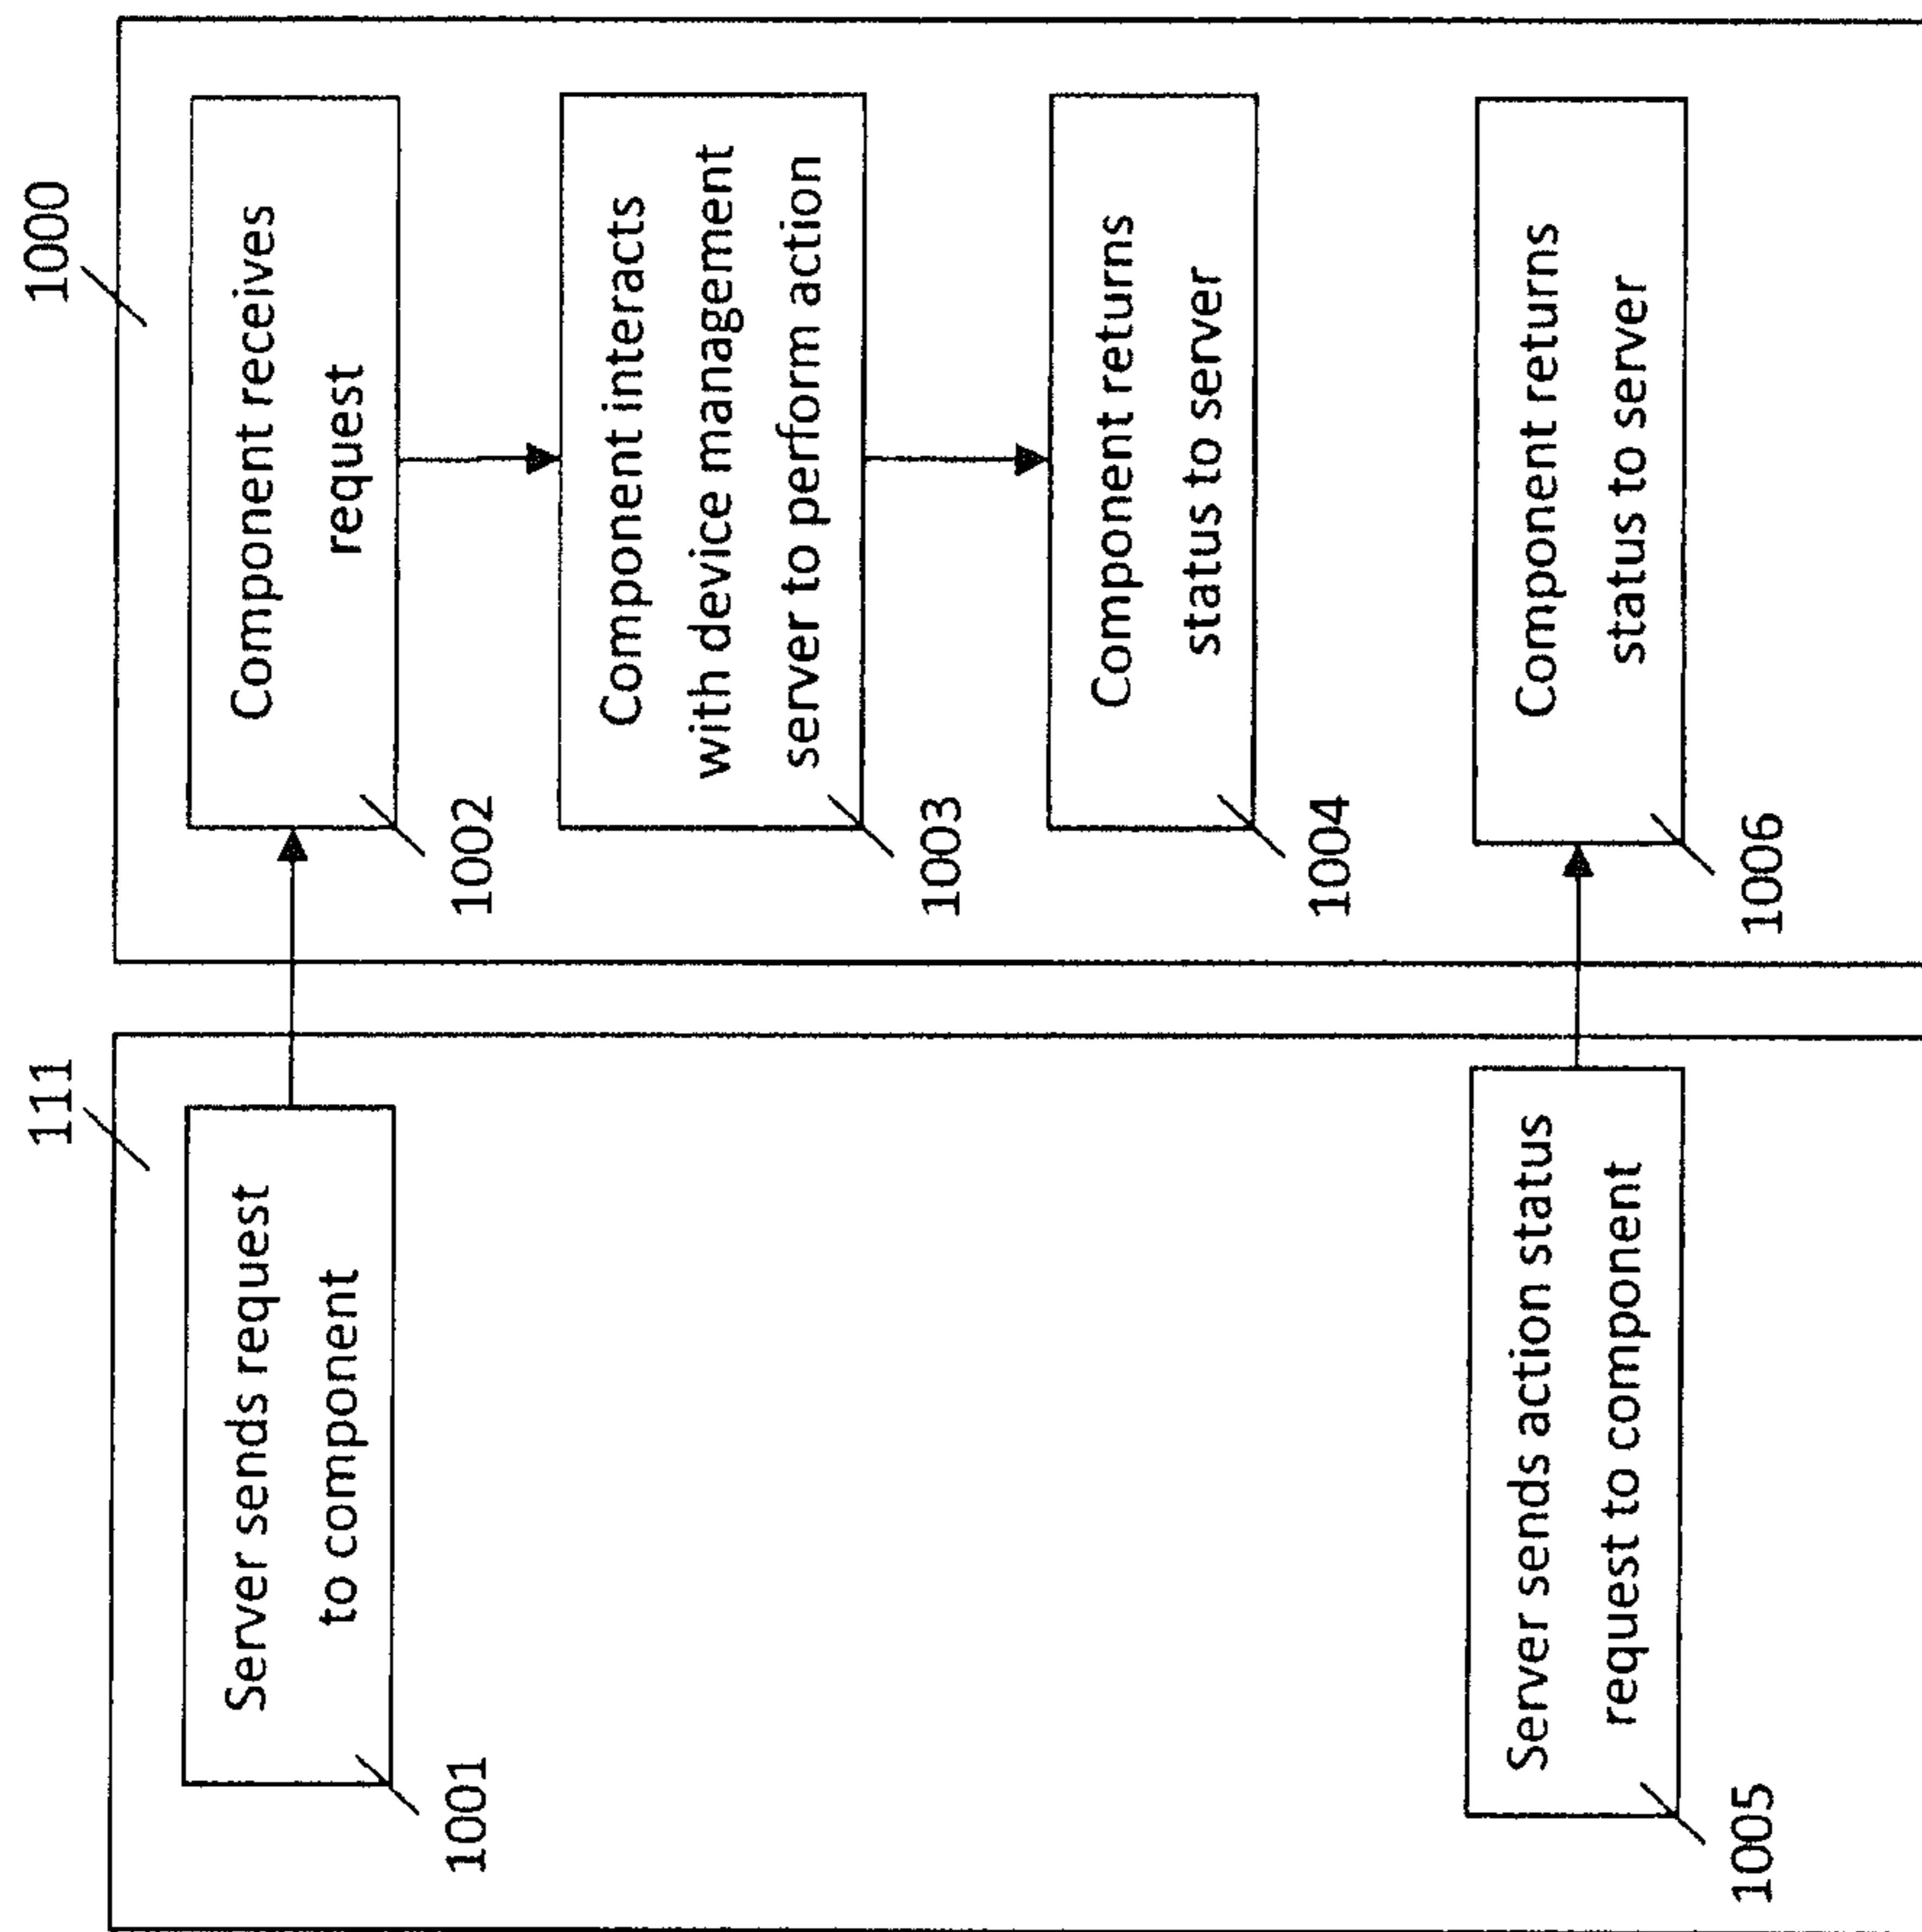 111
Server sends request
to component
1001
1000
Component receives
request
1002
Component interacts
with device management
server to perform action
1003
Component returns
status to server
1004
Server sends action status
request to component
1005
Component returns
status to server
1006